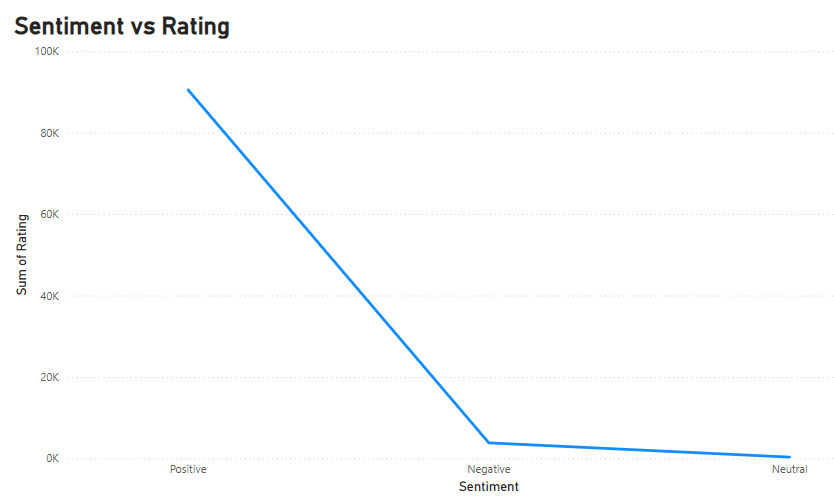 Sentiment vs Rating
100K
80K
60K
40K
20K
0K
Sum of Rating
Positive
Negative
Neutral
Sentiment